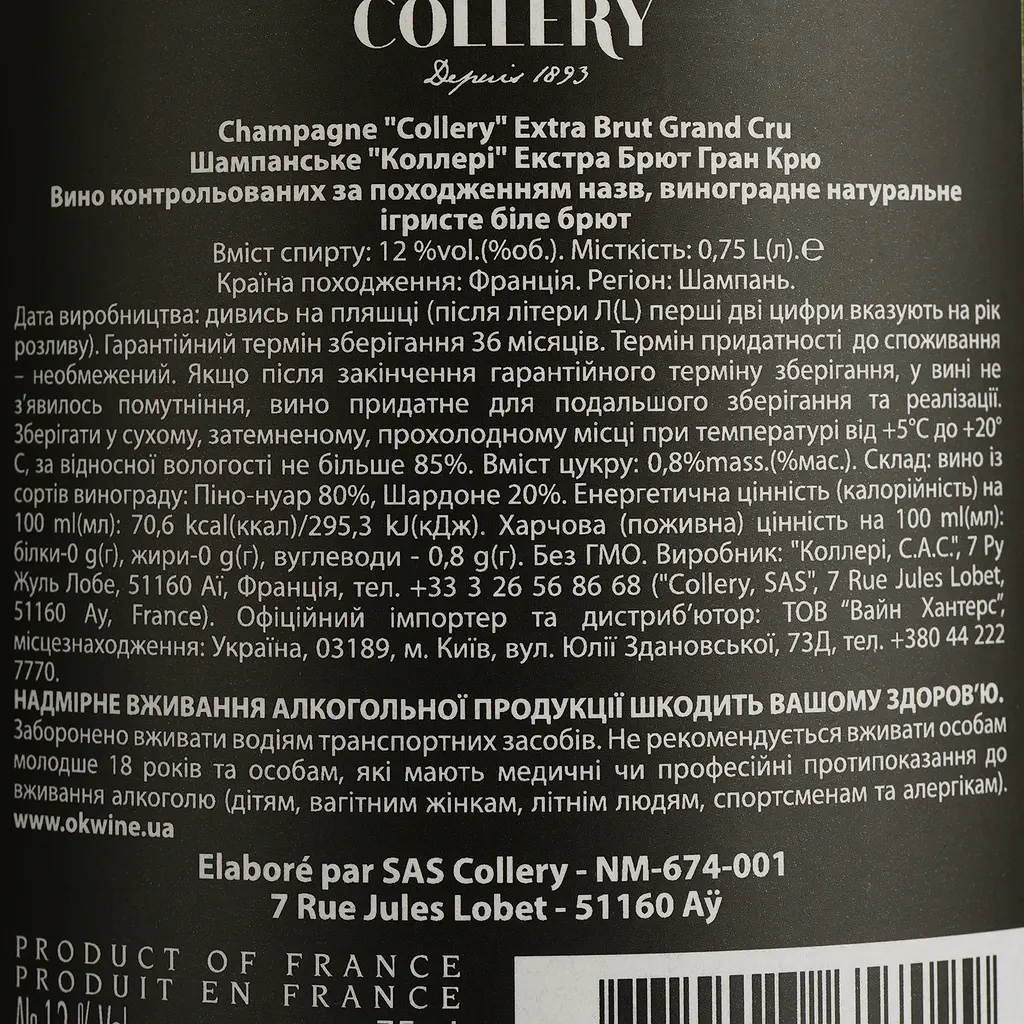 COLLERY
Depuis 1893
Champagne "Collery" Extra Brut Grand Cru
Шампанське "Коллері" Екстра Брют Гран Крю
Вино контрольованих за походженням назв, виноградне натуральне
ігристе біле брют
Вміст спирту: 12 %vol.(%об.). Місткість: 0,75 L(л).℮
Країна походження: Франція. Регіон: Шампань.
Дата виробництва: дивись на пляшці (після літери Л(L) перші дві цифри вказують на рік
розливу). Гарантійний термін зберігання 36 місяців. Термін придатності до споживання
– необмежений. Якщо після закінчення гарантійного терміну зберігання, у вині не
з'явилось помутніння, вино придатне для подальшого зберігання та реалізації.
Зберігати у сухому, затемненому, прохолодному місці при температурі від +5°С до +20°
С, за відносної вологості не більше 85%. Вміст цукру: 0,8%mass.(%мас.). Склад: вино із
сортів винограду: Піно-нуар 80%, Шардоне 20%. Енергетична цінність (калорійність) на
100 ml(мл): 70,6 kcal(ккал)/295,3 kJ(кДж). Харчова (поживна) цінність на 100 ml(мл):
білки-0 g(г), жири-0 g(г), вуглеводи - 0,8 g(г). Без ГМО. Виробник: "Коллері, С.А.С.", 7 Ру
Жуль Лобе, 51160 Аї, Франція, тел. +33 3 26 56 86 68 ("Collery, SAS", 7 Rue Jules Lobet,
51160 Ay, France). Офіційний імпортер та дистриб'ютор: ТОВ "Вайн Хантерс",
місцезнаходження: Україна, 03189, м. Київ, вул. Юлії Здановської, 73Д, тел. +380 44 222
7770.
НАДМІРНЕ ВЖИВАННЯ АЛКОГОЛЬНОЇ ПРОДУКЦІЇ ШКОДИТЬ ВАШОМУ ЗДОРОВ'Ю.
Заборонено вживати водіям транспортних засобів. Не рекомендується вживати особам
молодше 18 років та особам, які мають медичні чи професійні протипоказання до
вживання алкоголю (дітям, вагітним жінкам, літнім людям, спортсменам та алергікам).
www.okwine.ua
Elaboré par SAS Collery - NM-674-001
7 Rue Jules Lobet - 51160 Aÿ
PRODUCT OF FRANCE
PRODUIT EN FRANCE